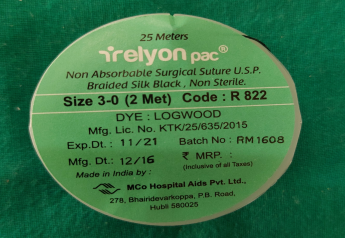 25 Meters
relyon pac®
Non Absorbable Surgical Suture U.S.P.
Braided Silk Black , Non Sterile.
Size 3-0 (2 Met) Code : R 822
DYE : LOGWOOD
Mfg. Lic. No. KTK/25/635/2015
Exp.Dt. : 11/21 Batch No : RM1608
Mfg. Dt. : 12/16 ₹ MRP. :
(Inclusive of all Taxes)
Made in India by :
MCo Hospital Aids Pvt. Ltd.,
278, Bhairidevarkoppa, P.B. Road,
Hubli 580025